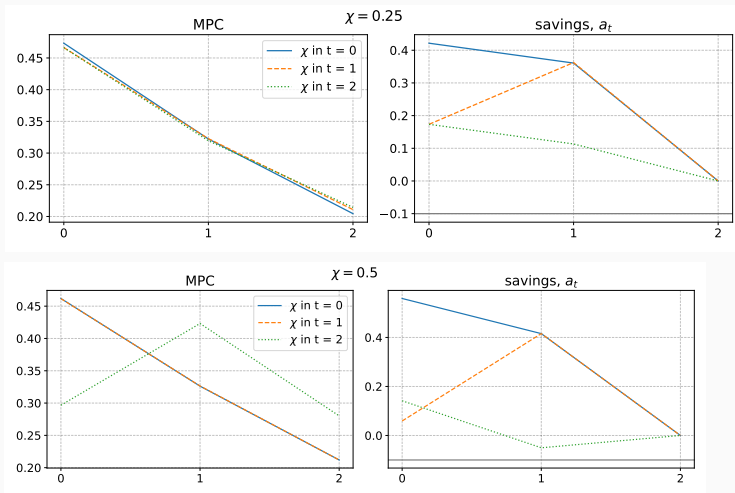 χ = 0.25
MPC
savings, aₜ
χ in t = 0
χ in t = 1
χ in t = 2
0.45
0.40
0.35
0.30
0.25
0.20
0
1
2
0.4
0.3
0.2
0.1
0.0
−0.1
0
1
2
χ = 0.5
MPC
savings, aₜ
χ in t = 0
χ in t = 1
χ in t = 2
0.45
0.40
0.35
0.30
0.25
0.20
0
1
2
0.4
0.2
0.0
0
1
2